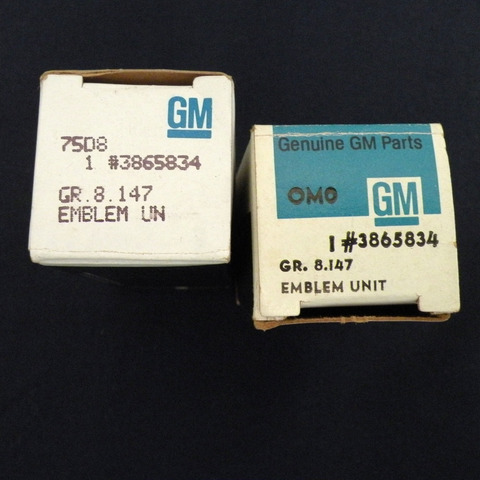 GM
75D8
1 #3865834
GR.8.147
EMBLEM UN
Genuine GM Parts
OMO
GM
1 #3865834
GR. 8.147
EMBLEM UNIT